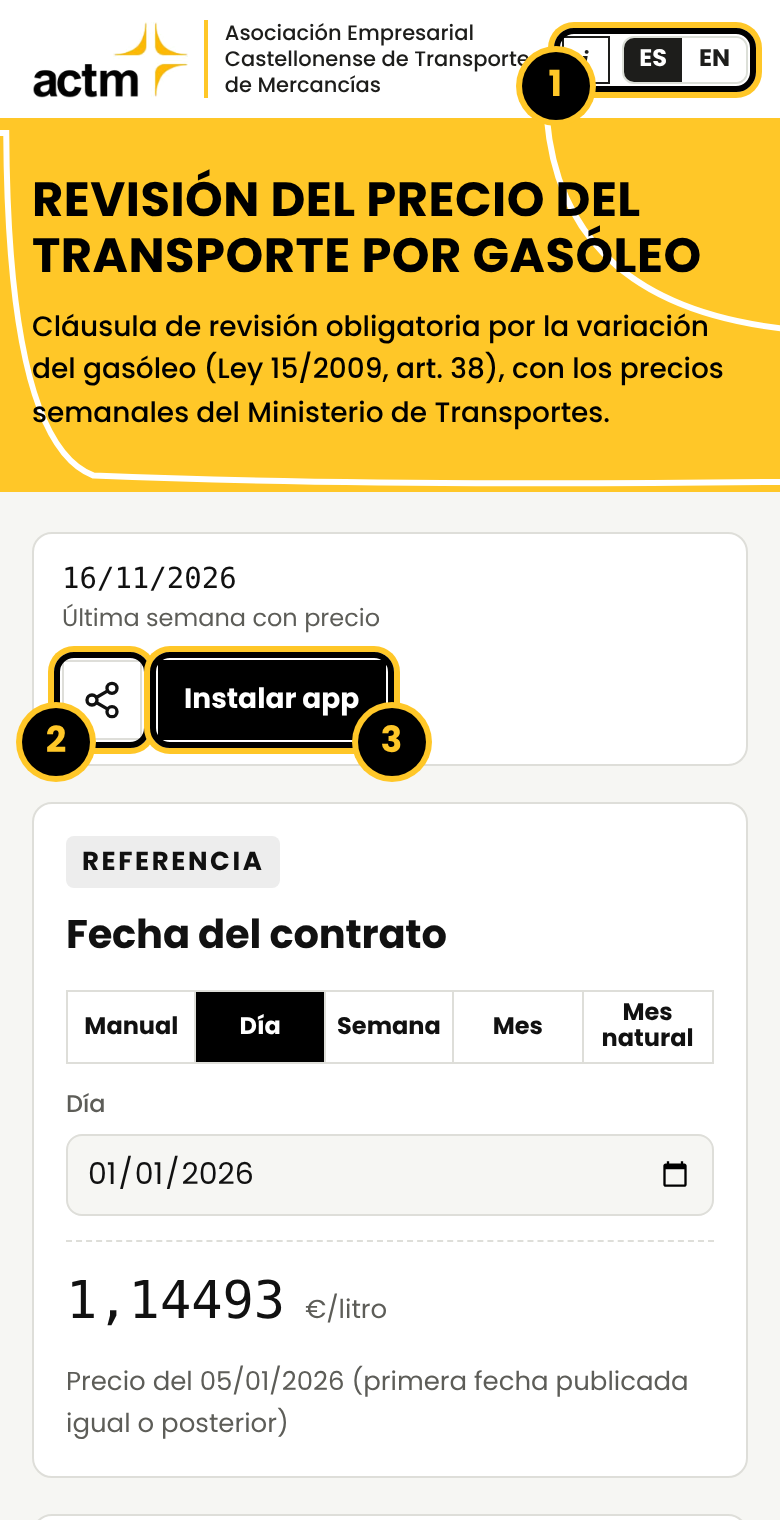 actm
Asociación Empresarial
Castellonense de Transporte
de Mercancías
ES EN
1
REVISIÓN DEL PRECIO DEL
TRANSPORTE POR GASÓLEO
Cláusula de revisión obligatoria por la variación
del gasóleo (Ley 15/2009, art. 38), con los precios
semanales del Ministerio de Transportes.
16/11/2026
Última semana con precio
Instalar app
2
3
REFERENCIA
Fecha del contrato
Manual Día Semana Mes Mes natural
Día
01/01/2026
1,14493 €/litro
Precio del 05/01/2026 (primera fecha publicada
igual o posterior)